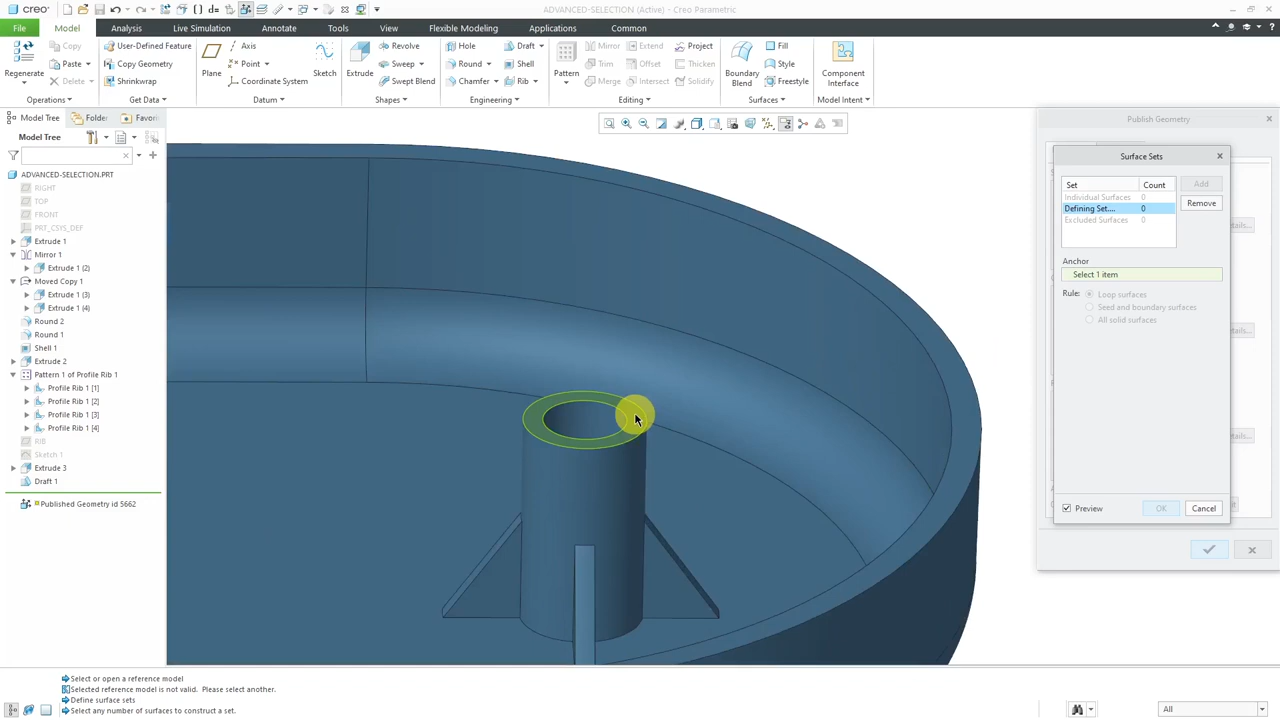 creo
ADVANCED-SELECTION (Active) - Creo Parametric
File Model Analysis Live Simulation Annotate Tools View Flexible Modeling Applications Common
Regenerate
Copy
Paste
Delete
Operations
User-Defined Feature
Copy Geometry
Shrinkwrap
Get Data
Plane
Axis
Point
Coordinate System
Sketch
Datum
Extrude
Revolve
Sweep
Swept Blend
Shapes
Hole
Round
Chamfer
Draft
Shell
Rib
Engineering
Pattern
Mirror
Trim
Merge
Extend
Offset
Intersect
Project
Thicken
Solidify
Editing
Boundary
Blend
Fill
Style
Freestyle
Surfaces
Component
Interface
Model Intent
Model Tree
Folder
Favor
Model Tree
ADVANCED-SELECTION.PRT
RIGHT
TOP
FRONT
PRT_CSYS_DEF
Extrude 1
Mirror 1
Extrude 1 (2)
Moved Copy 1
Extrude 1 (3)
Extrude 1 (4)
Round 2
Round 1
Shell 1
Extrude 2
Pattern 1 of Profile Rib 1
Profile Rib 1 [1]
Profile Rib 1 [2]
Profile Rib 1 [3]
Profile Rib 1 [4]
RIB
Sketch 1
Extrude 3
Draft 1
Published Geometry id 5662
Publish Geometry
Surface Sets
Set Count
Individual Surfaces 0
Defining Set.... 0
Excluded Surfaces 0
Add
Remove
Anchor
Select 1 item
Rule:
Loop surfaces
Seed and boundary surfaces
All solid surfaces
Preview
OK
Cancel
etails...
etails...
etails...
Select or open a reference model
Selected reference model is not valid. Please select another.
Define surface sets
Select any number of surfaces to construct a set.
All